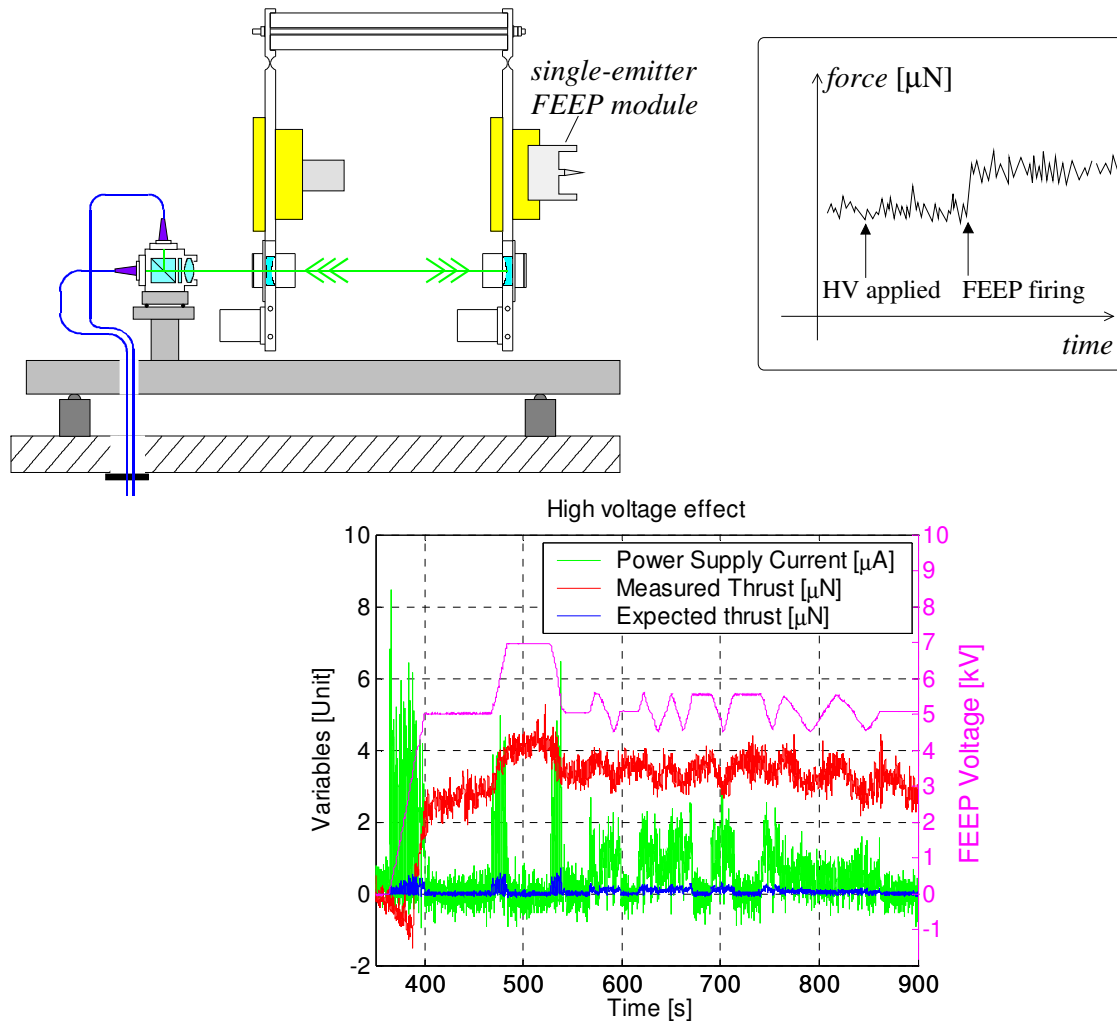 single-emitter
FEEP module
force [μN]
HV applied
FEEP firing
time
High voltage effect
Power Supply Current [μA]
Measured Thrust [μN]
Expected thrust [μN]
Variables [Unit]
10
8
6
4
2
0
-2
FEEP Voltage [kV]
10
9
8
7
6
5
4
3
2
1
0
-1
400
500
600
700
800
900
Time [s]